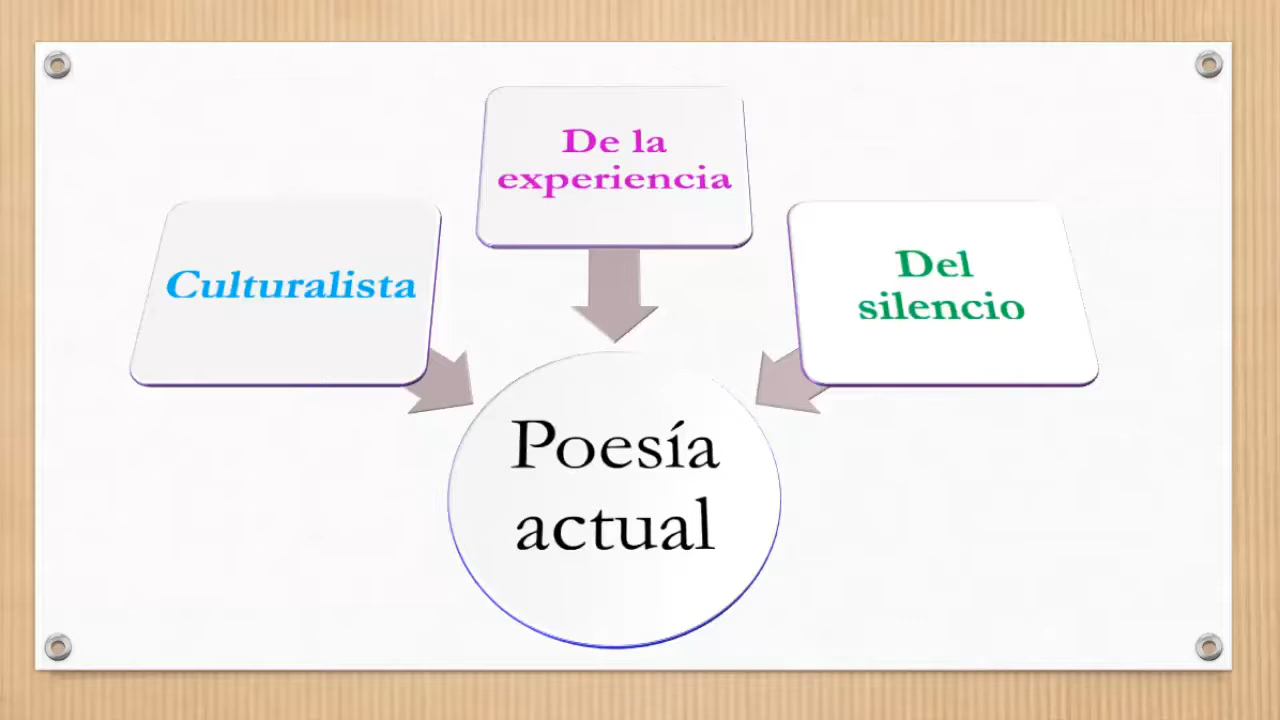 De la
experiencia
Culturalista
Del
silencio
Poesía
actual